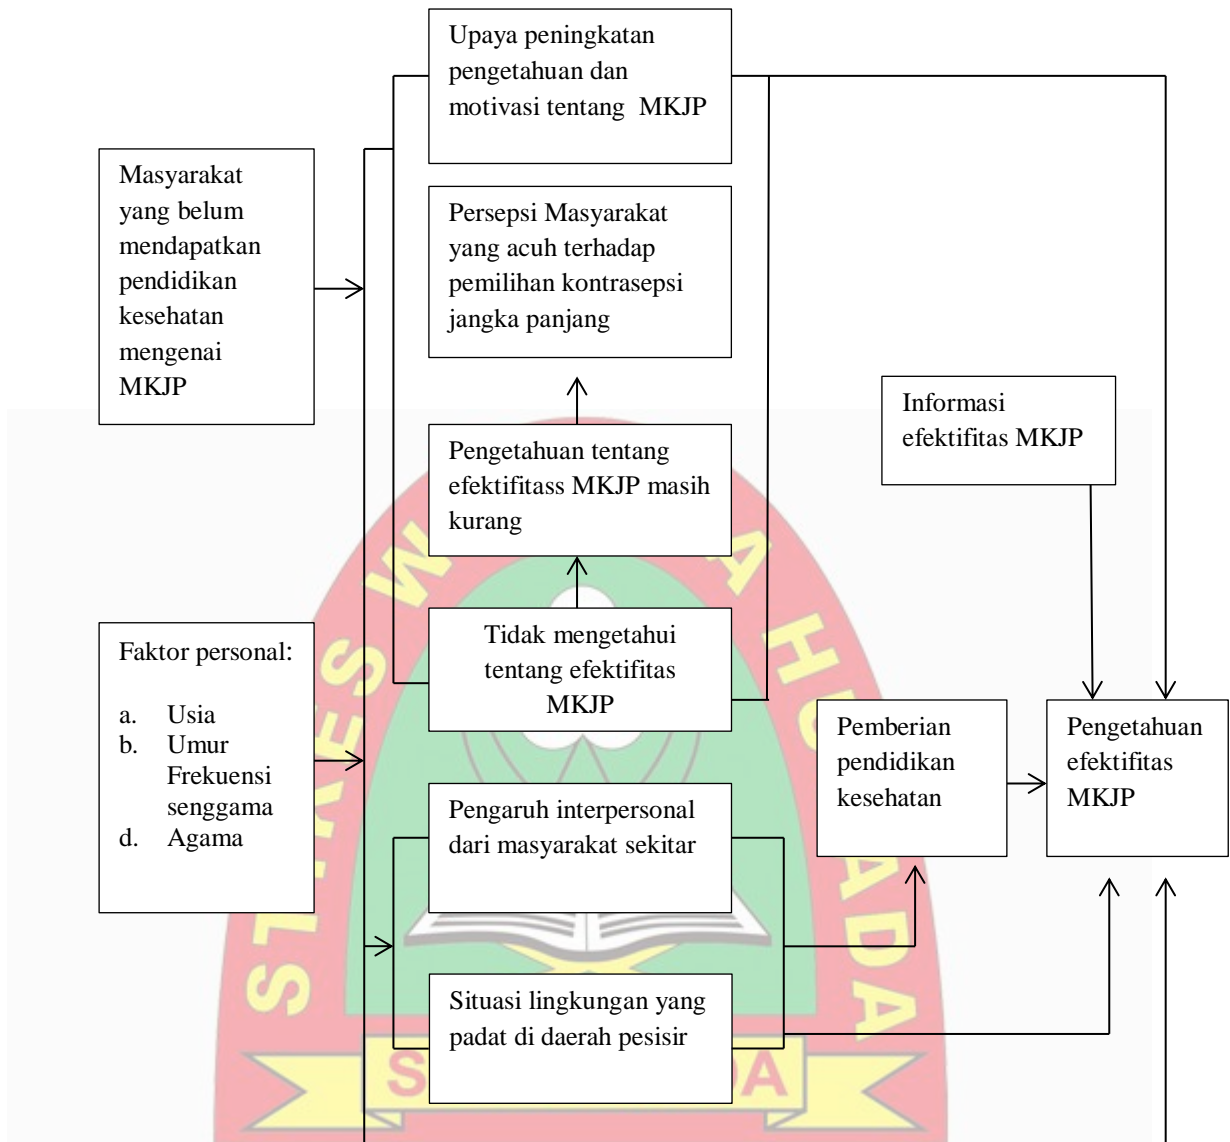 Upaya peningkatan
pengetahuan dan
motivasi tentang MKJP
Masyarakat
yang belum
mendapatkan
pendidikan
kesehatan
mengenai
MKJP
Persepsi Masyarakat
yang acuh terhadap
pemilihan kontrasepsi
jangka panjang
Informasi
efektifitas MKJP
Pengetahuan tentang
efektifitass MKJP masih
kurang
Tidak mengetahui
tentang efektifitas
MKJP
Faktor personal:
a. Usia
b. Umur
Frekuensi
senggama
d. Agama
Pemberian
pendidikan
kesehatan
Pengetahuan
efektifitas
MKJP
Pengaruh interpersonal
dari masyarakat sekitar
Situasi lingkungan yang
padat di daerah pesisir